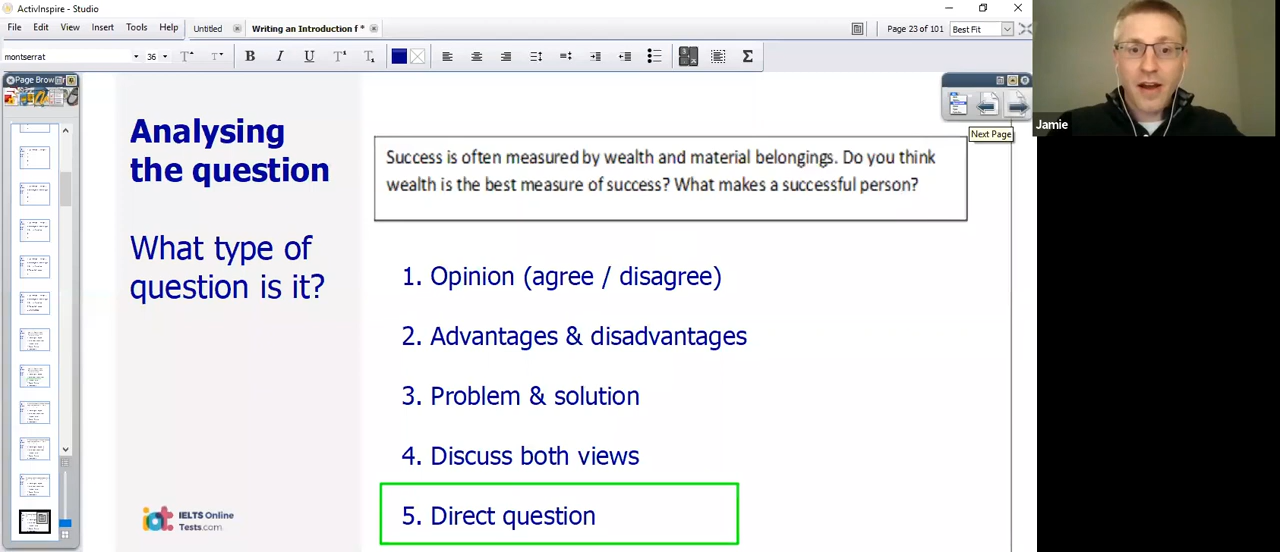 ActivInspire - Studio
File Edit View Insert Tools Help Untitled Writing an Introduction f * Page 23 of 101 Best Fit
montserrat 36 B I U
Page Brow
Jamie
Next Page
Analysing
the question
Success is often measured by wealth and material belongings. Do you think
wealth is the best measure of success? What makes a successful person?
What type of
question is it?
1. Opinion (agree / disagree)
2. Advantages & disadvantages
3. Problem & solution
4. Discuss both views
5. Direct question
iot IELTS Online
Tests.com